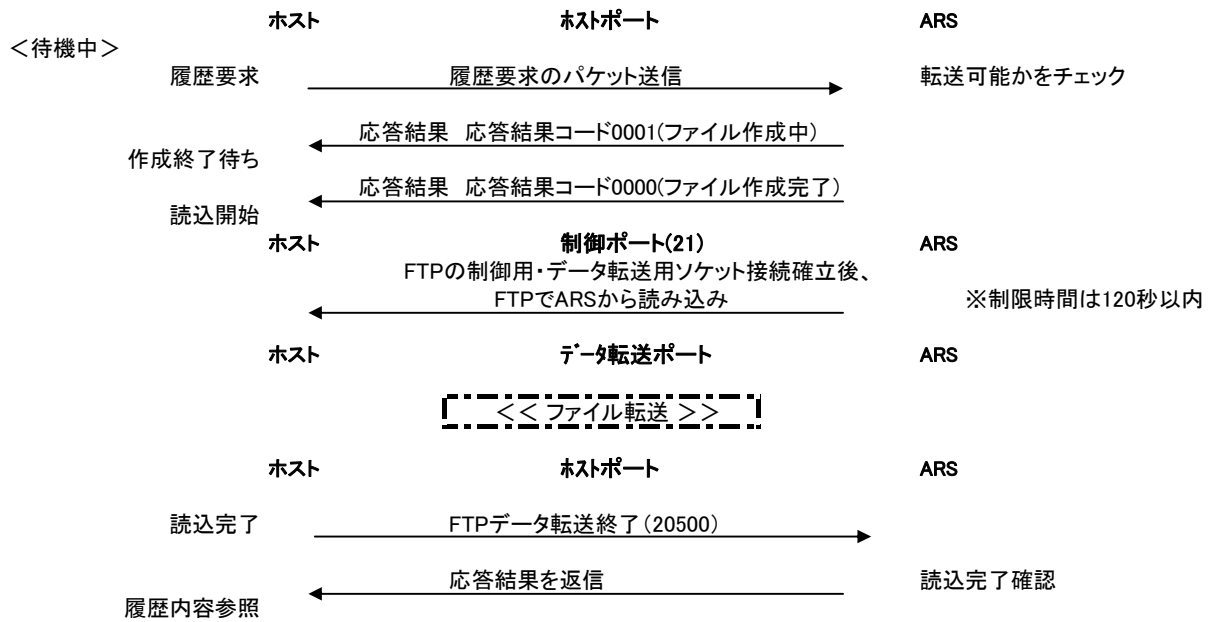 ホスト ﾎｽﾄポート ARS
＜待機中＞
履歴要求 履歴要求のパケット送信 転送可能かをチェック
応答結果　応答結果コード0001(ファイル作成中)
作成終了待ち
応答結果　応答結果コード0000(ファイル作成完了)
読込開始
ホスト 制御ポート(21) ARS
FTPの制御用・データ転送用ソケット接続確立後、
FTPでARSから読み込み ※制限時間は120秒以内
ホスト ﾃﾞｰﾀ転送ポート ARS
＜＜ ファイル転送 ＞＞
ホスト ﾎｽﾄポート ARS
読込完了 FTPデータ転送終了（20500） 
応答結果を返信 読込完了確認
履歴内容参照